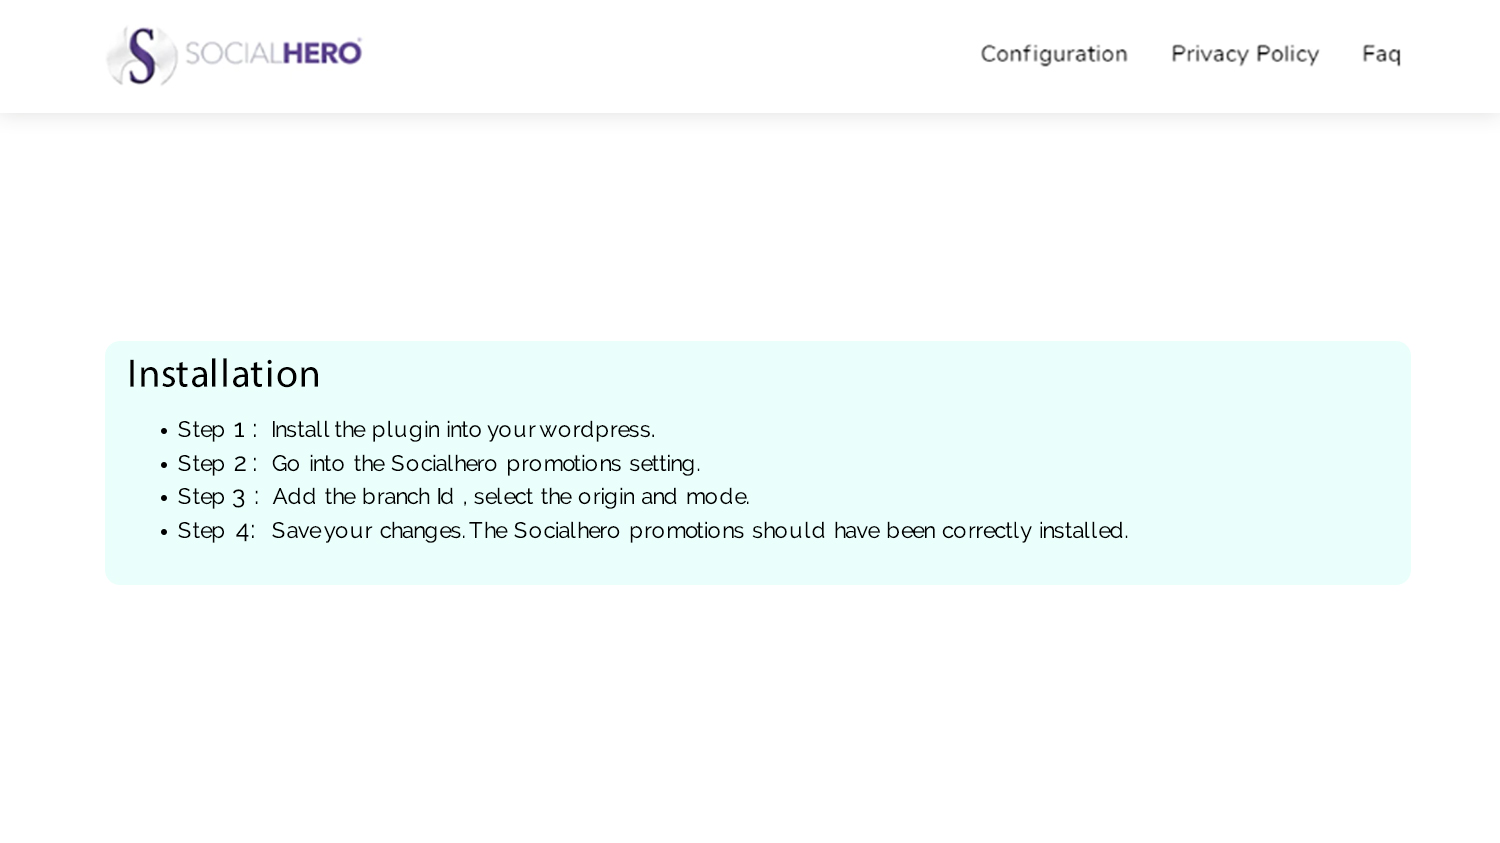 SOCIALHERO
Configuration Privacy Policy Faq
Installation
• Step 1 : Install the plugin into your wordpress.
• Step 2 : Go into the Socialhero promotions setting.
• Step 3 : Add the branch Id , select the origin and mode.
• Step 4: Save your changes. The Socialhero promotions should have been correctly installed.